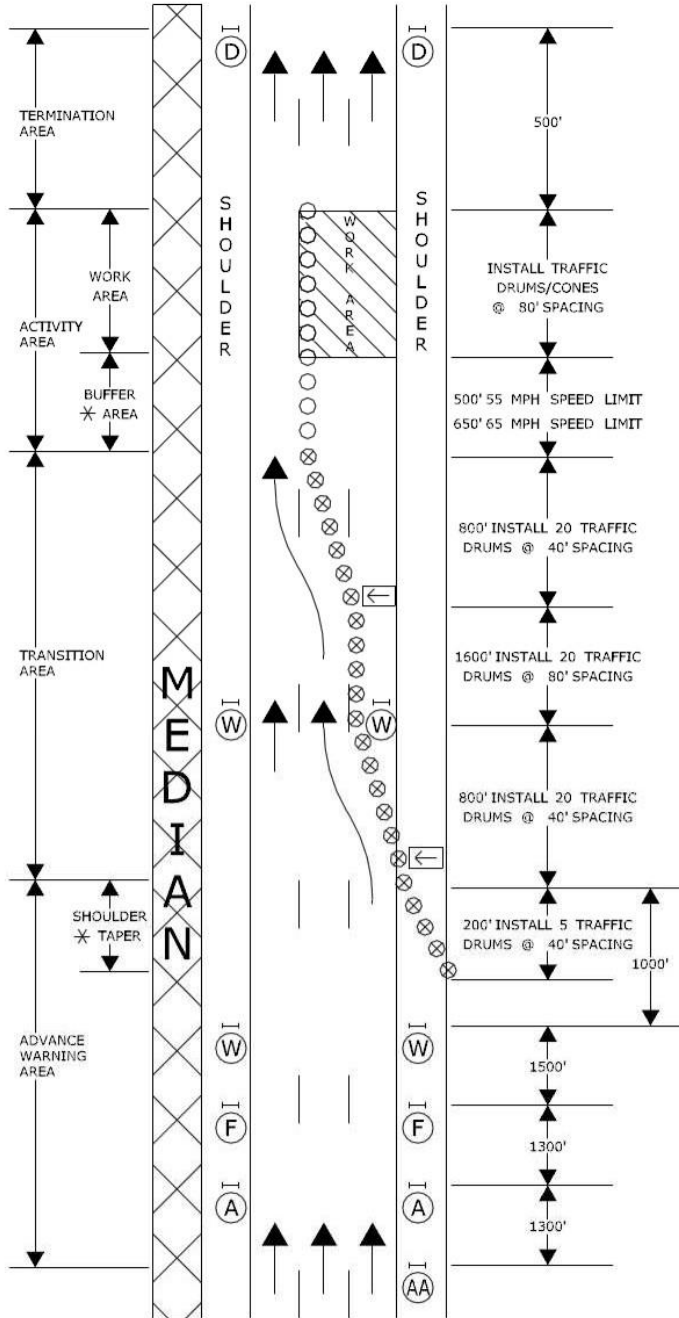 D
D
TERMINATION
AREA
500'
SHOULDER
WORK AREA
SHOULDER
WORK
AREA
ACTIVITY
AREA
INSTALL TRAFFIC
DRUMS/CONES
@ 80' SPACING
BUFFER
* AREA
500' 55 MPH SPEED LIMIT
650' 65 MPH SPEED LIMIT
800' INSTALL 20 TRAFFIC
DRUMS @ 40' SPACING
TRANSITION
AREA
MEDIAN
1600' INSTALL 20 TRAFFIC
DRUMS @ 80' SPACING
W
W
800' INSTALL 20 TRAFFIC
DRUMS @ 40' SPACING
SHOULDER
* TAPER
200' INSTALL 5 TRAFFIC
DRUMS @ 40' SPACING
1000'
ADVANCE
WARNING
AREA
W
W
1500'
F
F
1300'
A
A
1300'
AA